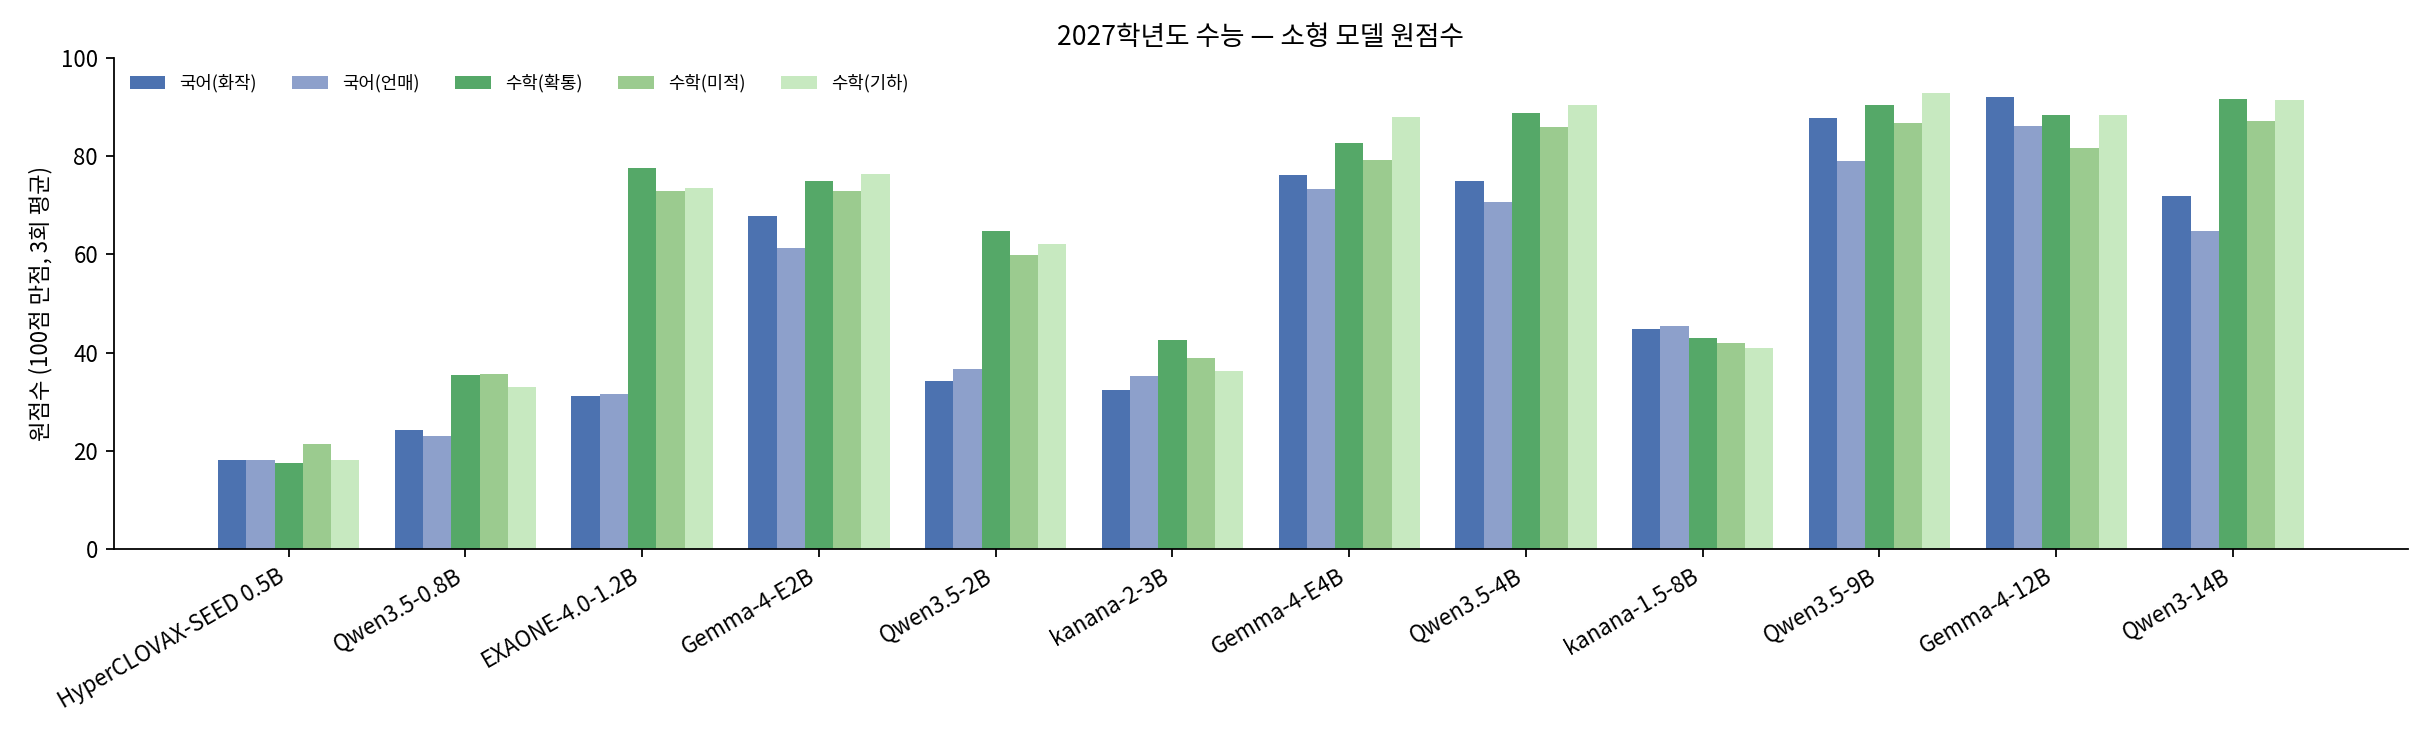 2027학년도 수능 — 소형 모델 원점수
국어(화작) 국어(언매) 수학(확통) 수학(미적) 수학(기하)
원점수 (100점 만점, 3회 평균)
100
80
60
40
20
0
HyperCLOVAX-SEED 0.5B
Qwen3.5-0.8B
EXAONE-4.0-1.2B
Gemma-4-E2B
Qwen3.5-2B
kanana-2-3B
Gemma-4-E4B
Qwen3.5-4B
kanana-1.5-8B
Qwen3.5-9B
Gemma-4-12B
Qwen3-14B